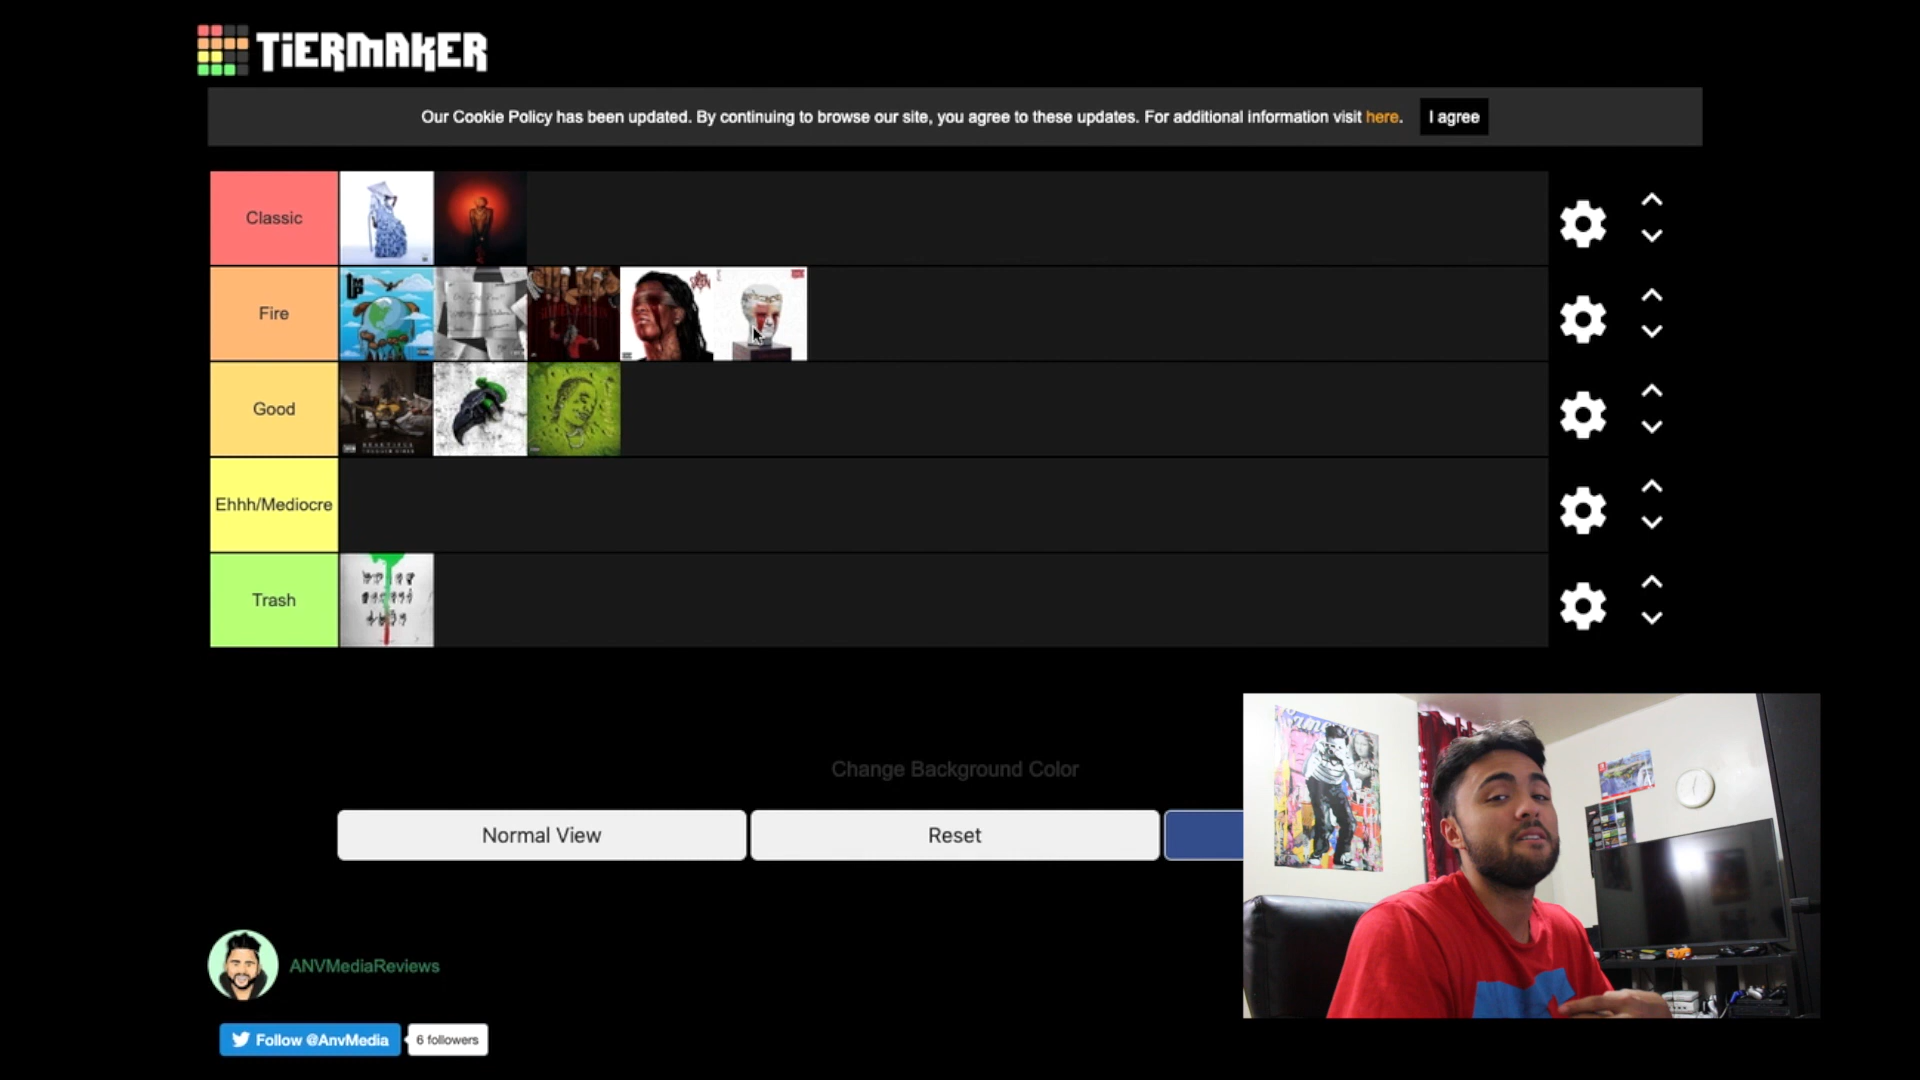 TiERMAKER
Our Cookie Policy has been updated. By continuing to browse our site, you agree to these updates. For additional information visit here.
I agree
Classic
Fire
Good
Ehhh/Mediocre
Trash
Change Background Color
Normal View
Reset
ANVMediaReviews
Follow @AnvMedia
6 followers